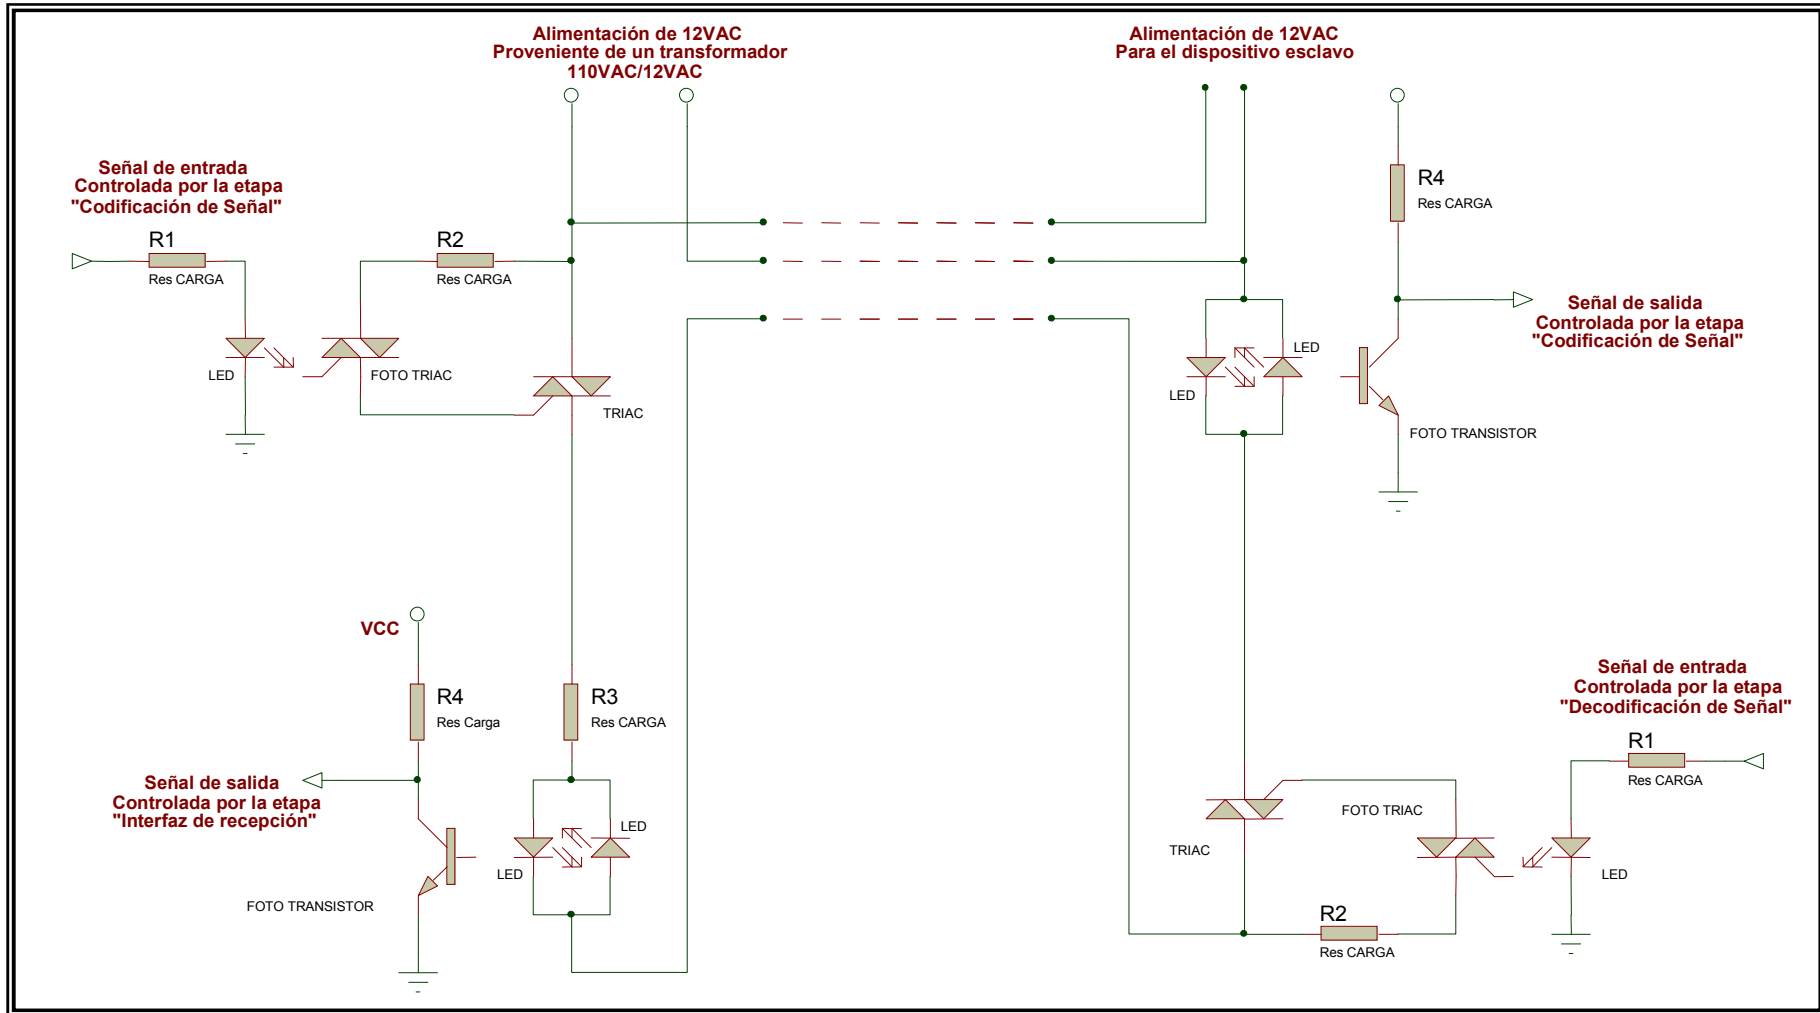 Alimentación de 12VAC
Proveniente de un transformador
110VAC/12VAC
Alimentación de 12VAC
Para el dispositivo esclavo
Señal de entrada
Controlada por la etapa
"Codificación de Señal"
R1
Res CARGA
R2
Res CARGA
LED
FOTO TRIAC
TRIAC
R4
Res CARGA
Señal de salida
Controlada por la etapa
"Codificación de Señal"
LED
LED
FOTO TRANSISTOR
VCC
R4
Res Carga
R3
Res CARGA
Señal de salida
Controlada por la etapa
"Interfaz de recepción"
LED
LED
FOTO TRANSISTOR
Señal de entrada
Controlada por la etapa
"Decodificación de Señal"
R1
Res CARGA
FOTO TRIAC
TRIAC
LED
R2
Res CARGA